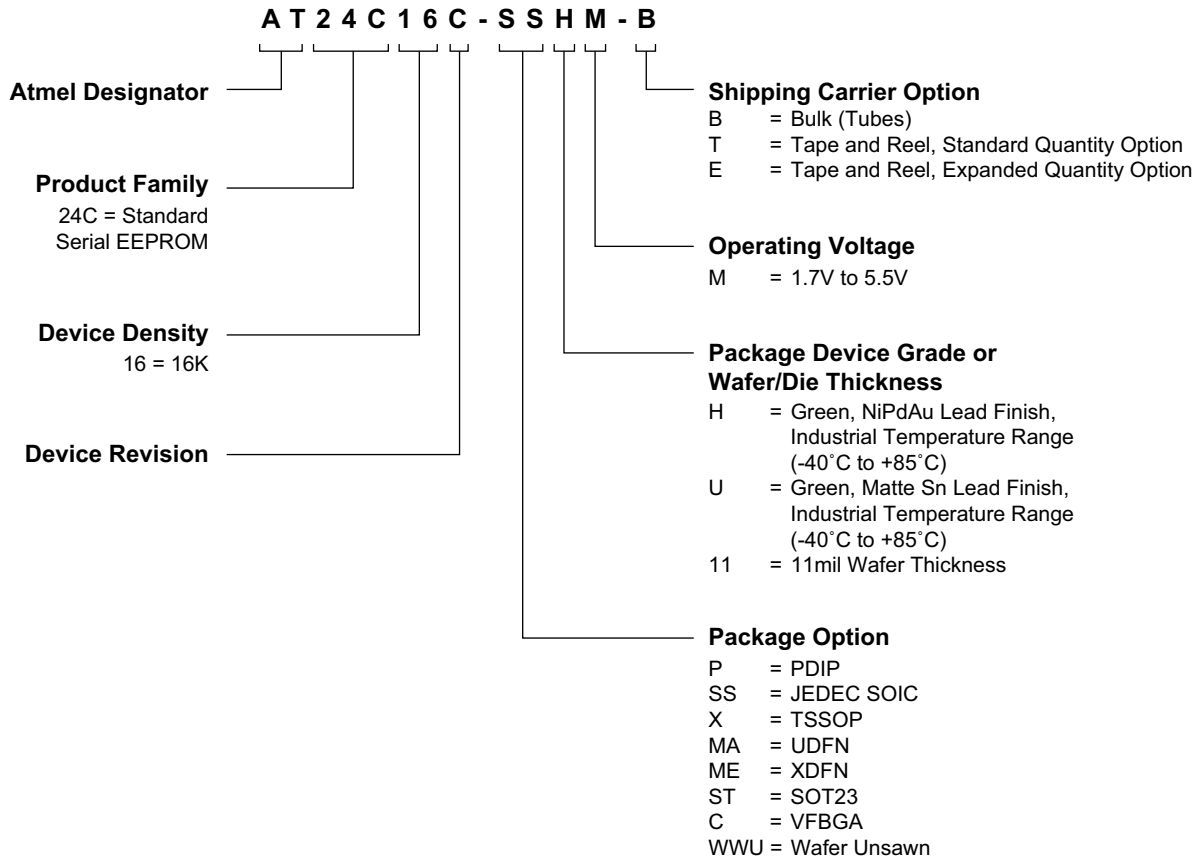 A T 2 4 C 1 6 C - S S H M - B
Atmel Designator
Product Family
24C = Standard
Serial EEPROM
Device Density
16 = 16K
Device Revision
Shipping Carrier Option
B = Bulk (Tubes)
T = Tape and Reel, Standard Quantity Option
E = Tape and Reel, Expanded Quantity Option
Operating Voltage
M = 1.7V to 5.5V
Package Device Grade or
Wafer/Die Thickness
H = Green, NiPdAu Lead Finish,
Industrial Temperature Range
(-40˚C to +85˚C)
U = Green, Matte Sn Lead Finish,
Industrial Temperature Range
(-40˚C to +85˚C)
11 = 11mil Wafer Thickness
Package Option
P = PDIP
SS = JEDEC SOIC
X = TSSOP
MA = UDFN
ME = XDFN
ST = SOT23
C = VFBGA
WWU = Wafer Unsawn